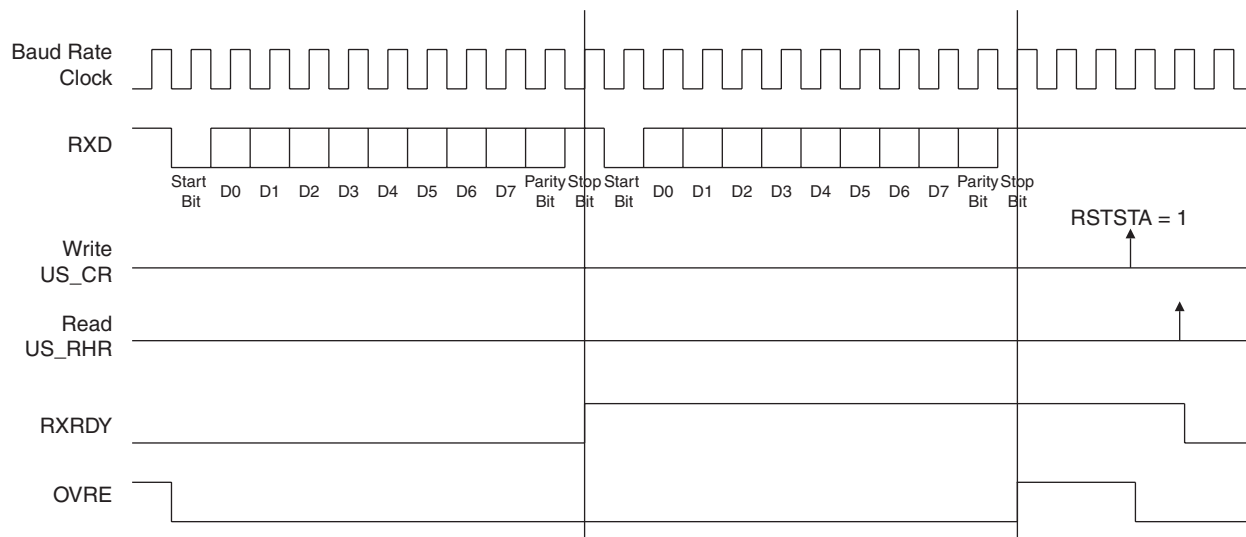 Baud Rate
Clock
RXD
Start
Bit
D0
D1
D2
D3
D4
D5
D6
D7
Parity
Bit
Stop
Bit
Start
Bit
D0
D1
D2
D3
D4
D5
D6
D7
Parity
Bit
Stop
Bit
RSTSTA = 1
Write
US_CR
Read
US_RHR
RXRDY
OVRE